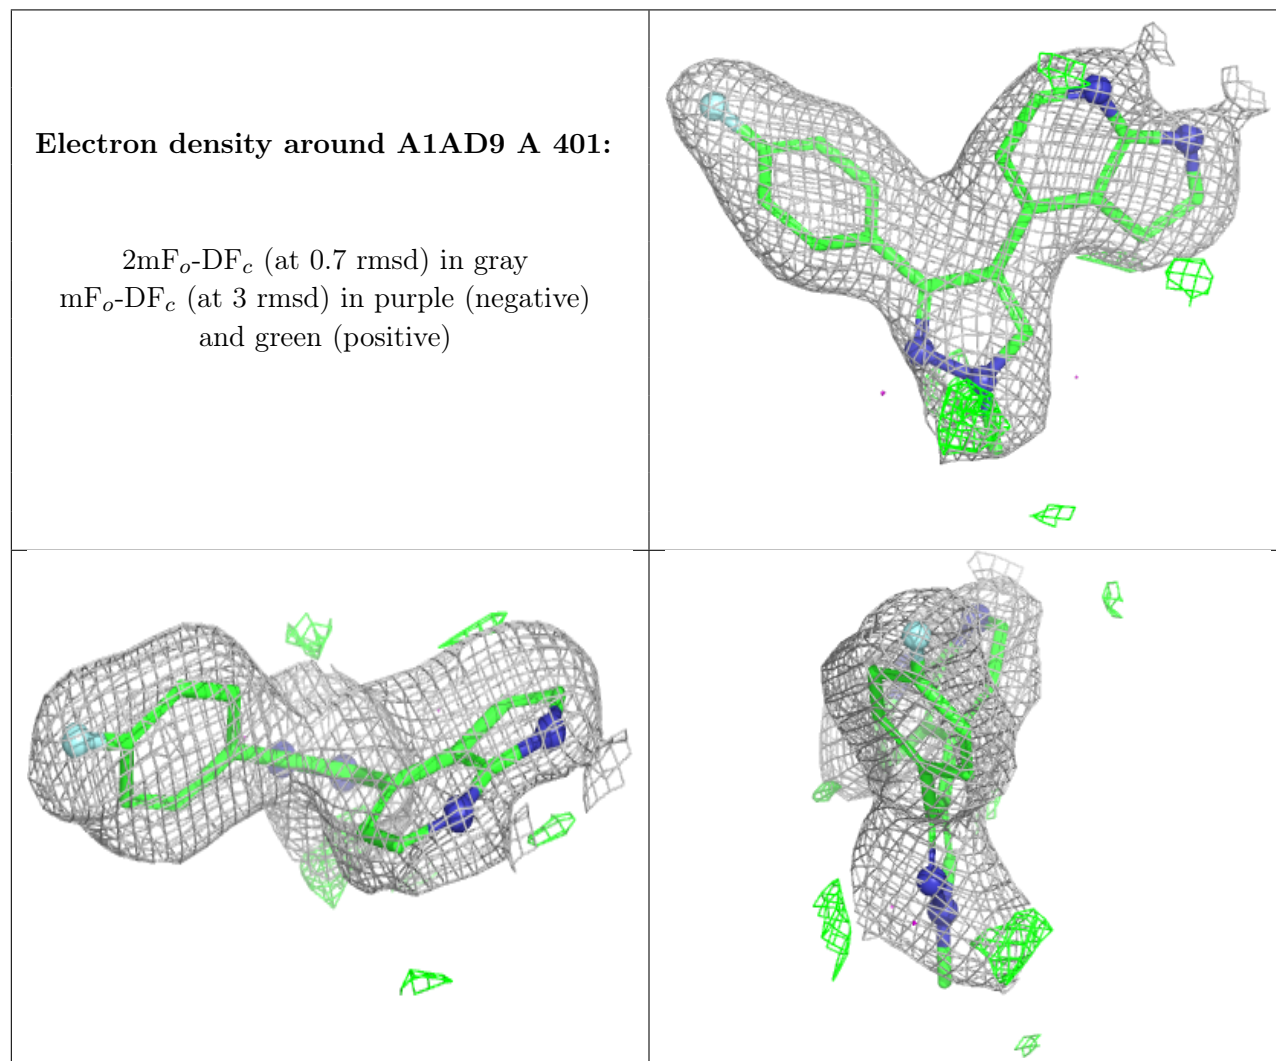 Electron density around A1AD9 A 401:
2mFo-DFc (at 0.7 rmsd) in gray
mFo-DFc (at 3 rmsd) in purple (negative)
and green (positive)